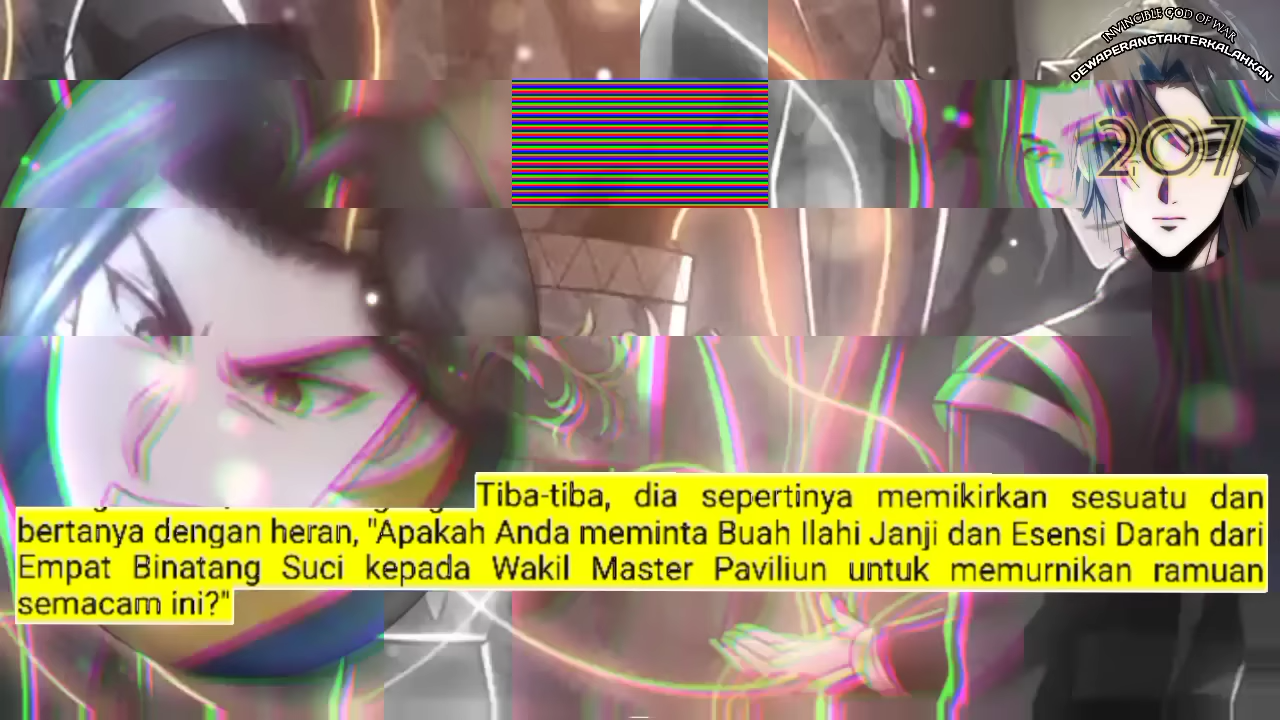 INVINCIBLE GOD OF WAR
DEWAPERANGTAKTERKALAHKAN
207
Tiba-tiba, dia sepertinya memikirkan sesuatu dan
bertanya dengan heran, "Apakah Anda meminta Buah Ilahi Janji dan Esensi Darah dari
Empat Binatang Suci kepada Wakil Master Paviliun untuk memurnikan ramuan
semacam ini?"